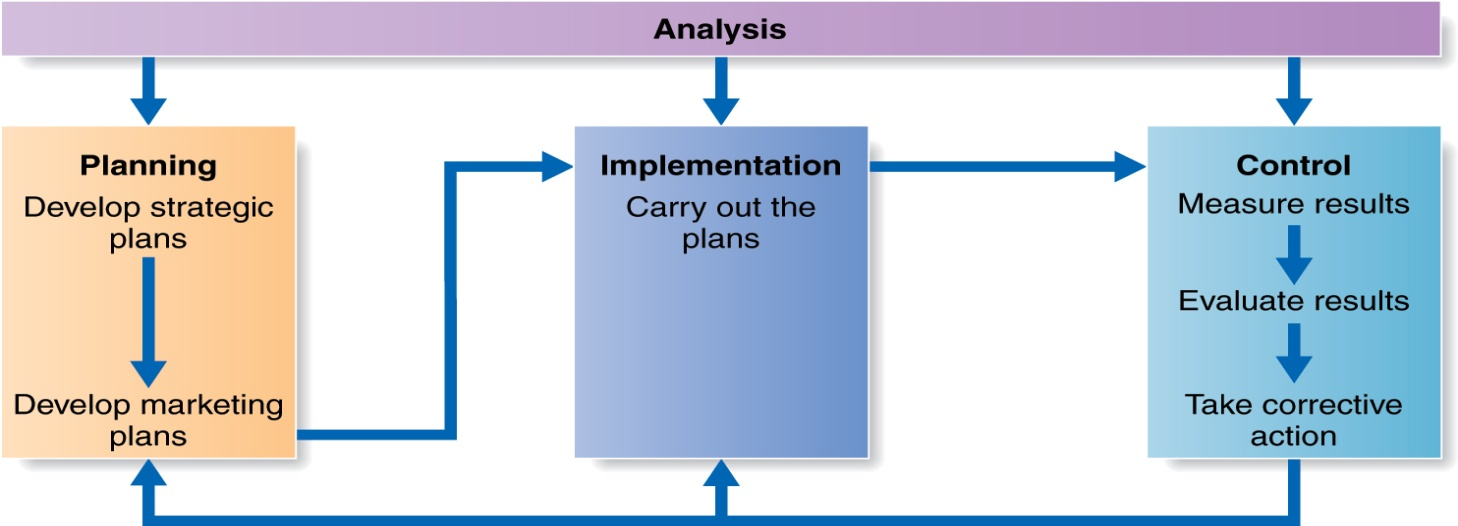 Analysis
Planning
Develop strategic
plans
Develop marketing
plans
Implementation
Carry out the
plans
Control
Measure results
Evaluate results
Take corrective
action